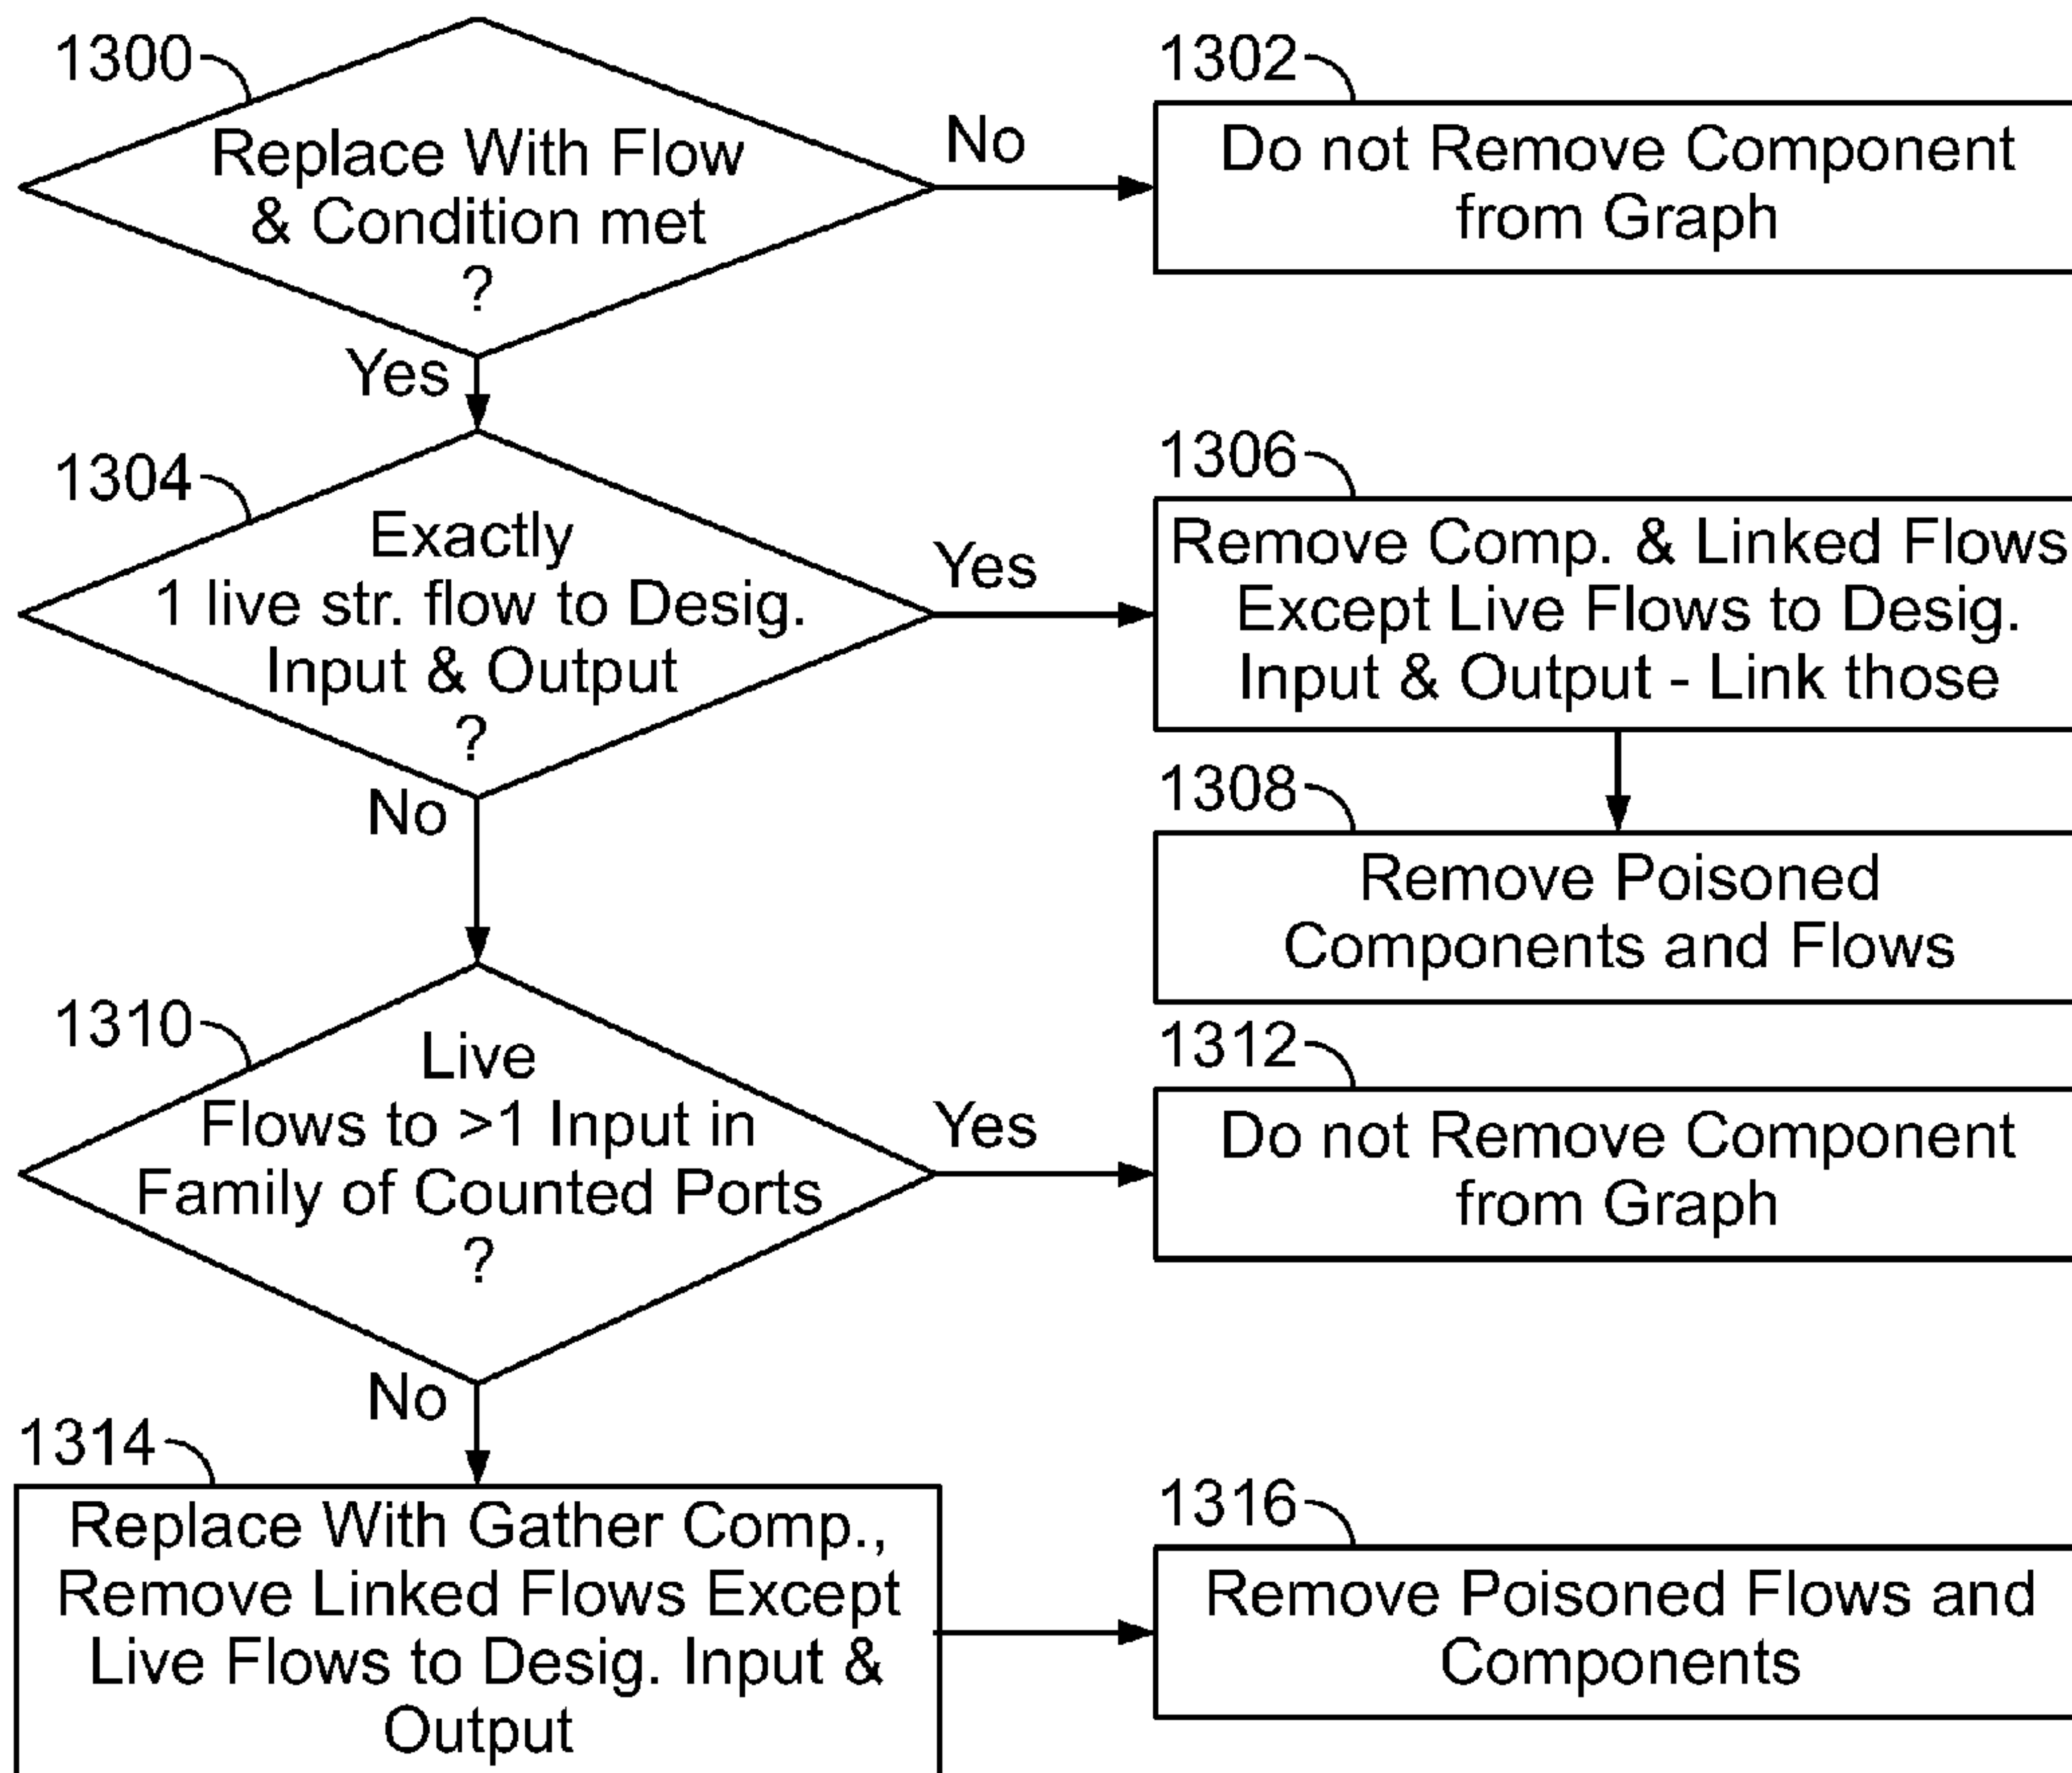 1300
Replace With Flow
& Condition met
?
No
1302
Do not Remove Component
from Graph
Yes
1304
Exactly
1 live str. flow to Desig.
Input & Output
?
Yes
1306
Remove Comp. & Linked Flows
Except Live Flows to Desig.
Input & Output - Link those
No
1308
Remove Poisoned
Components and Flows
1310
Live
Flows to >1 Input in
Family of Counted Ports
?
Yes
1312
Do not Remove Component
from Graph
No
1314
Replace With Gather Comp.,
Remove Linked Flows Except
Live Flows to Desig. Input &
Output
1316
Remove Poisoned Flows and
Components